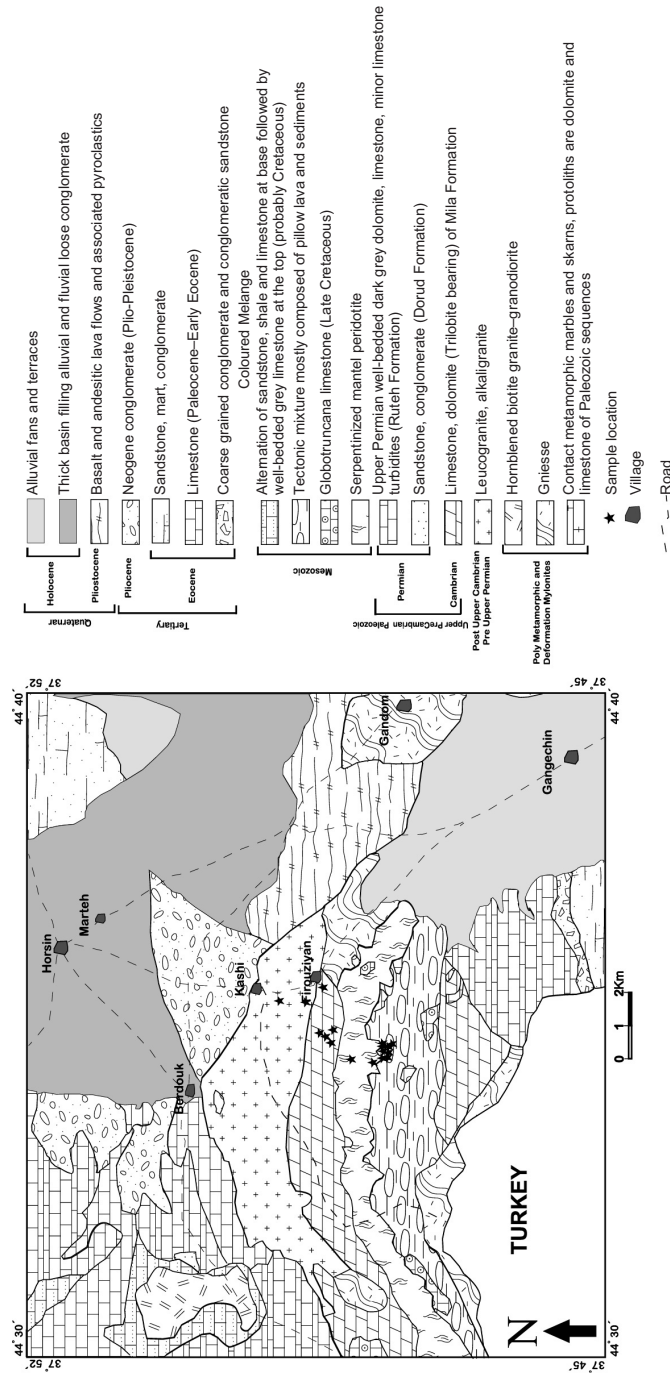 44° 30´
44° 40´
37° 52´
37° 52´
Horsin
Marteh
Berdouk
Kashi
Firouziyan
Gandom
Gangechin
TURKEY
N
37° 45´
37° 45´
44° 30´
44° 40´
0 1 2Km
Quaternar
Holocene
Alluvial fans and terraces
Thick basin filling alluvial and fluvial loose conglomerate
Pliostocene
Basalt and andesitic lava flows and associated pyroclastics
Tertiary
Pliocene
Neogene conglomerate (Plio-Pleistocene)
Eocene
Sandstone, mart, conglomerate
Limestone (Paleocene–Early Eocene)
Coarse grained conglomerate and conglomeratic sandstone
Coloured Melange
Mesozoic
Alternation of sandstone, shale and limestone at base followed by
well-bedded grey limestone at the top (probably Cretaceous)
Tectonic mixture mostly composed of pillow lava and sediments
Globotruncana limestone (Late Cretaceous)
Serpentinized mantel peridotite
Upper PreCambrian Paleozoic
Permian
Upper Permian well-bedded dark grey dolomite, limestone, minor limestone
turbidites (Ruteh Formation)
Sandstone, conglomerate (Dorud Formation)
Cambrian
Limestone, dolomite (Trilobite bearing) of Mila Formation
Post Upper Cambrian
Pre Upper Permian
Leucogranite, alkaligranite
Poly Metamorphic and
Deformation Mylonites
Hornblened biotite granite–granodiorite
Gniesse
Contact metamorphic marbles and skarns, protoliths are dolomite and
limestone of Paleozoic sequences
Sample location
Village
Road